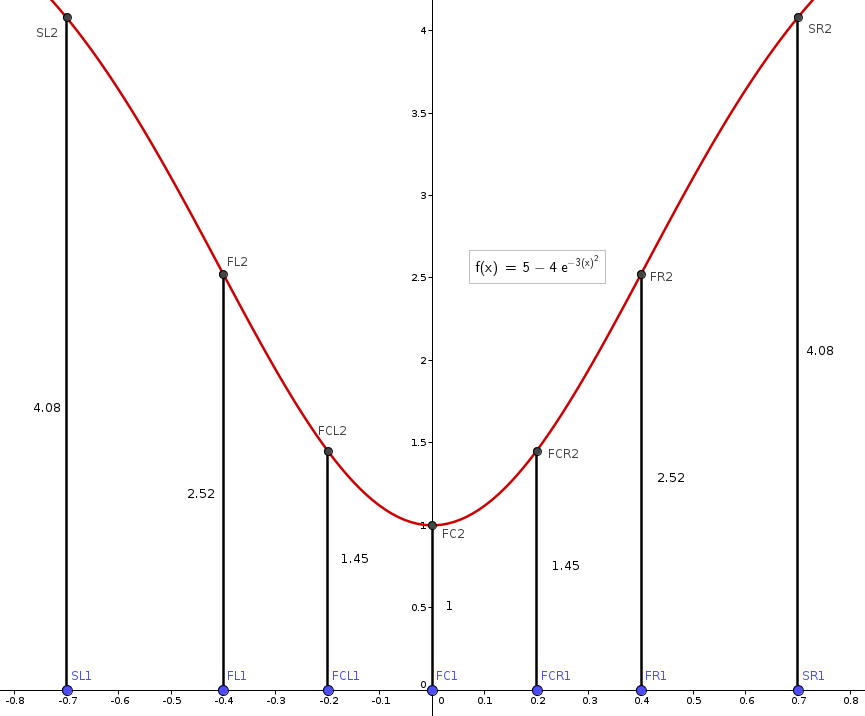 4
SL2
SR2
3.5
3
FL2
f(x) = 5 − 4 e^{−3(x)^2}
2.5
FR2
2
4.08
4.08
1.5
FCL2
FCR2
2.52
2.52
1
FC2
1.45
1.45
0.5
1
SL1
FL1
FCL1
FC1
FCR1
FR1
SR1
0
-0.8 -0.7 -0.6 -0.5 -0.4 -0.3 -0.2 -0.1 0 0.1 0.2 0.3 0.4 0.5 0.6 0.7 0.8